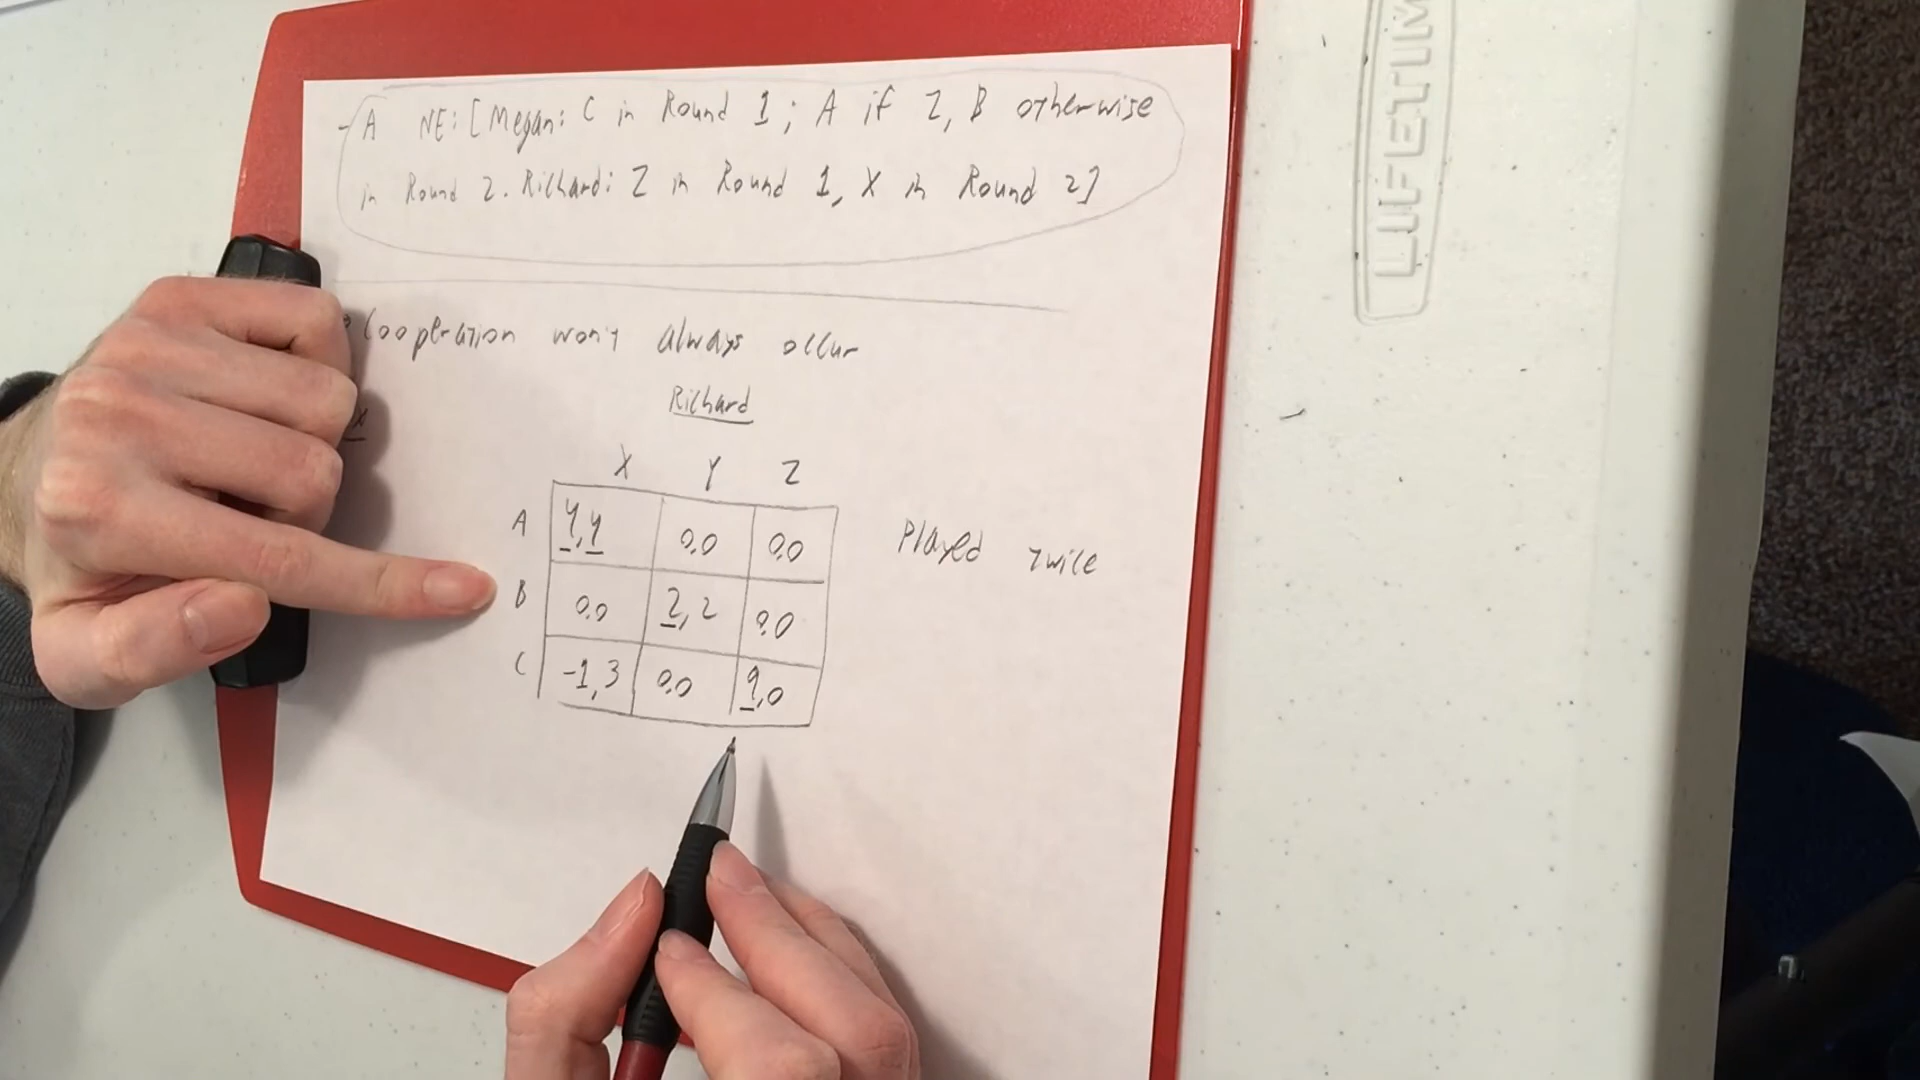 - A NE: [Megan: C in Round 1; A if Z, B otherwise
in Round 2. Richard: Z in Round 1, X in Round 2]
Cooperation won't always occur
Richard
X Y Z
A 4,4 0,0 0,0
Played twice
B 0,0 2,2 0,0
C -1,3 0,0 9,0
LIFETIM